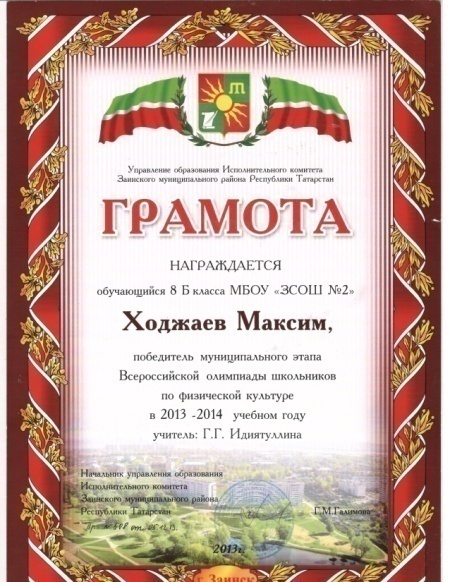 Управление образования Исполнительного комитета
Заинского муниципального района Республики Татарстан
ГРАМОТА
НАГРАЖДАЕТСЯ
обучающийся 8 Б класса МБОУ «ЗСОШ №2»
Ходжаев Максим,
победитель муниципального этапа
Всероссийской олимпиады школьников
по физической культуре
в 2013 -2014 учебном году
учитель: Г.Г. Идиятуллина
Начальник управления образования
Исполнительного комитета
Заинского муниципального района
Республики Татарстан Г.М.Галимова
2013г.
г. Заинск